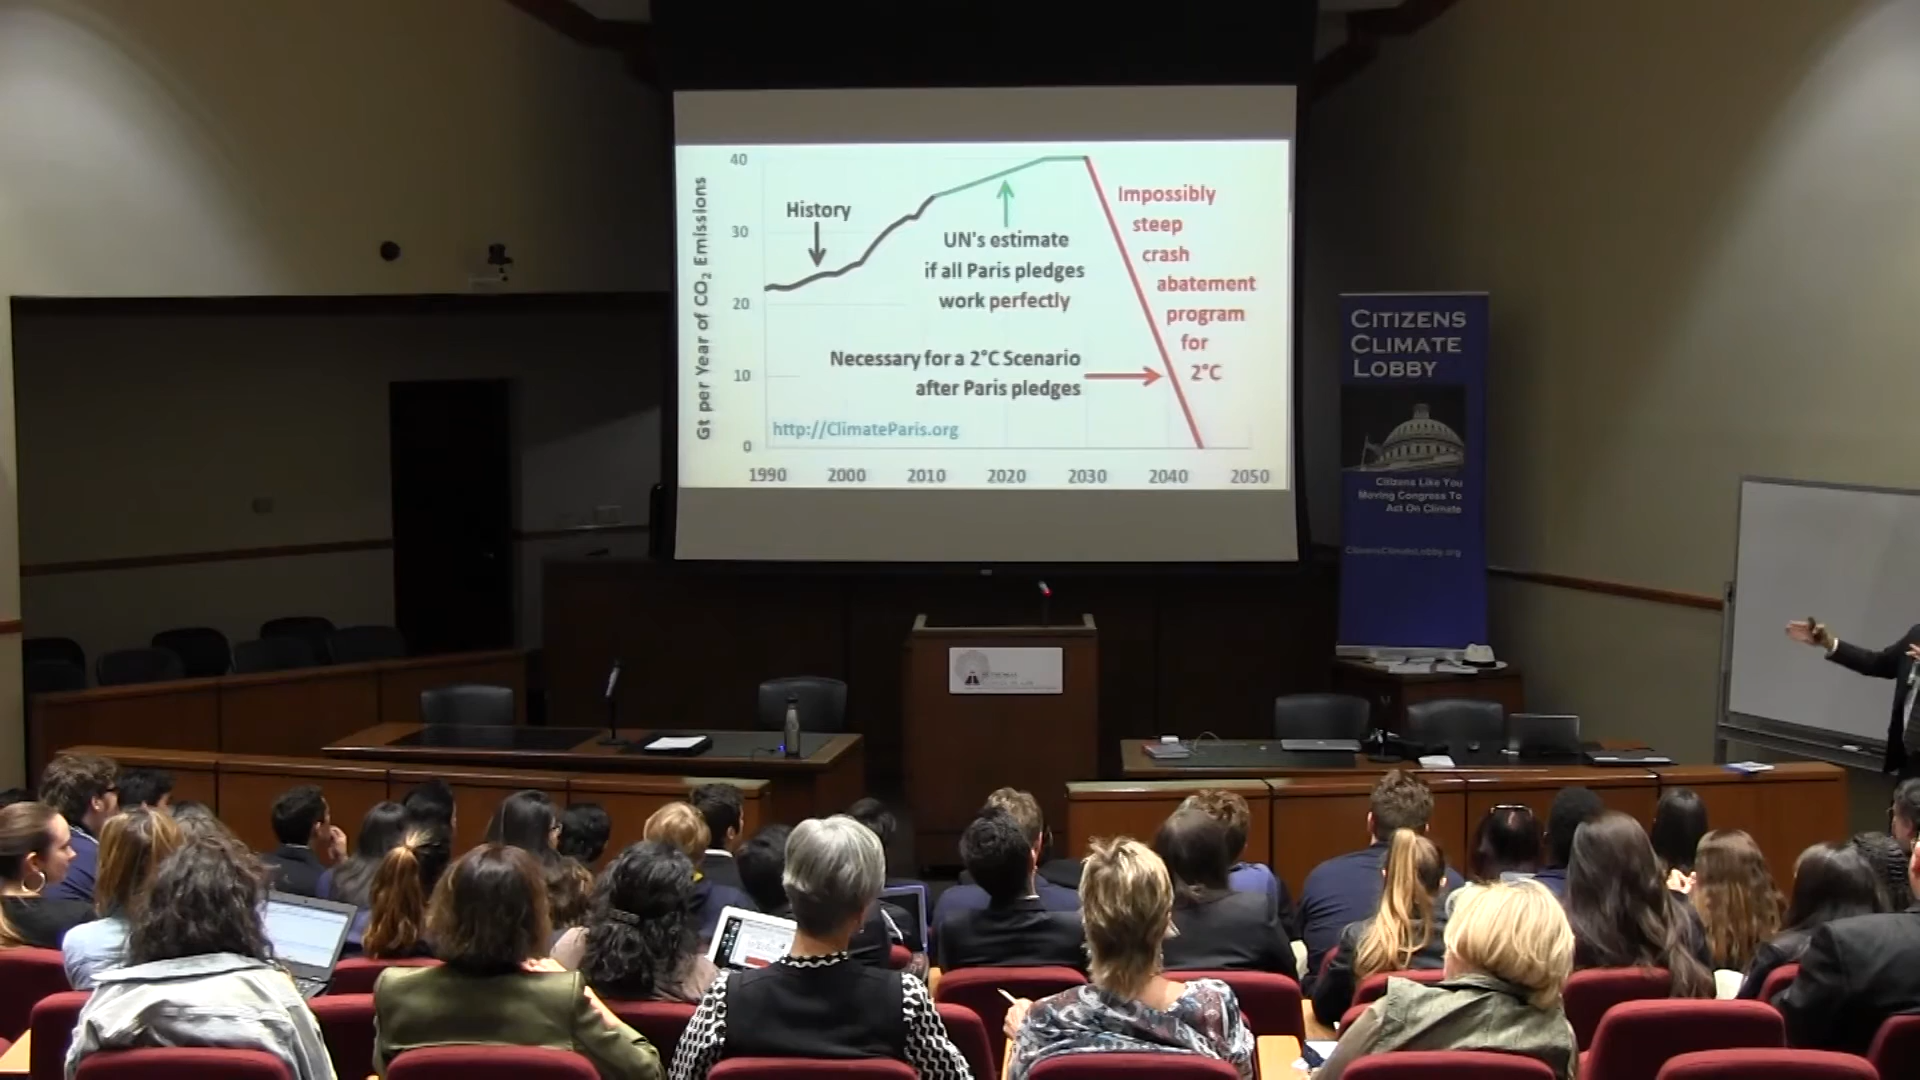 40
30
20
10
0
Gt per Year of CO₂ Emissions
History
UN's estimate
if all Paris pledges
work perfectly
Necessary for a 2°C Scenario
after Paris pledges
http://ClimateParis.org
Impossibly
steep
crash
abatement
program
for
2°C
1990 2000 2010 2020 2030 2040 2050
CITIZENS
CLIMATE
LOBBY
Citizens Like You
Moving Congress To
Act On Climate
CitizensClimateLobby.org